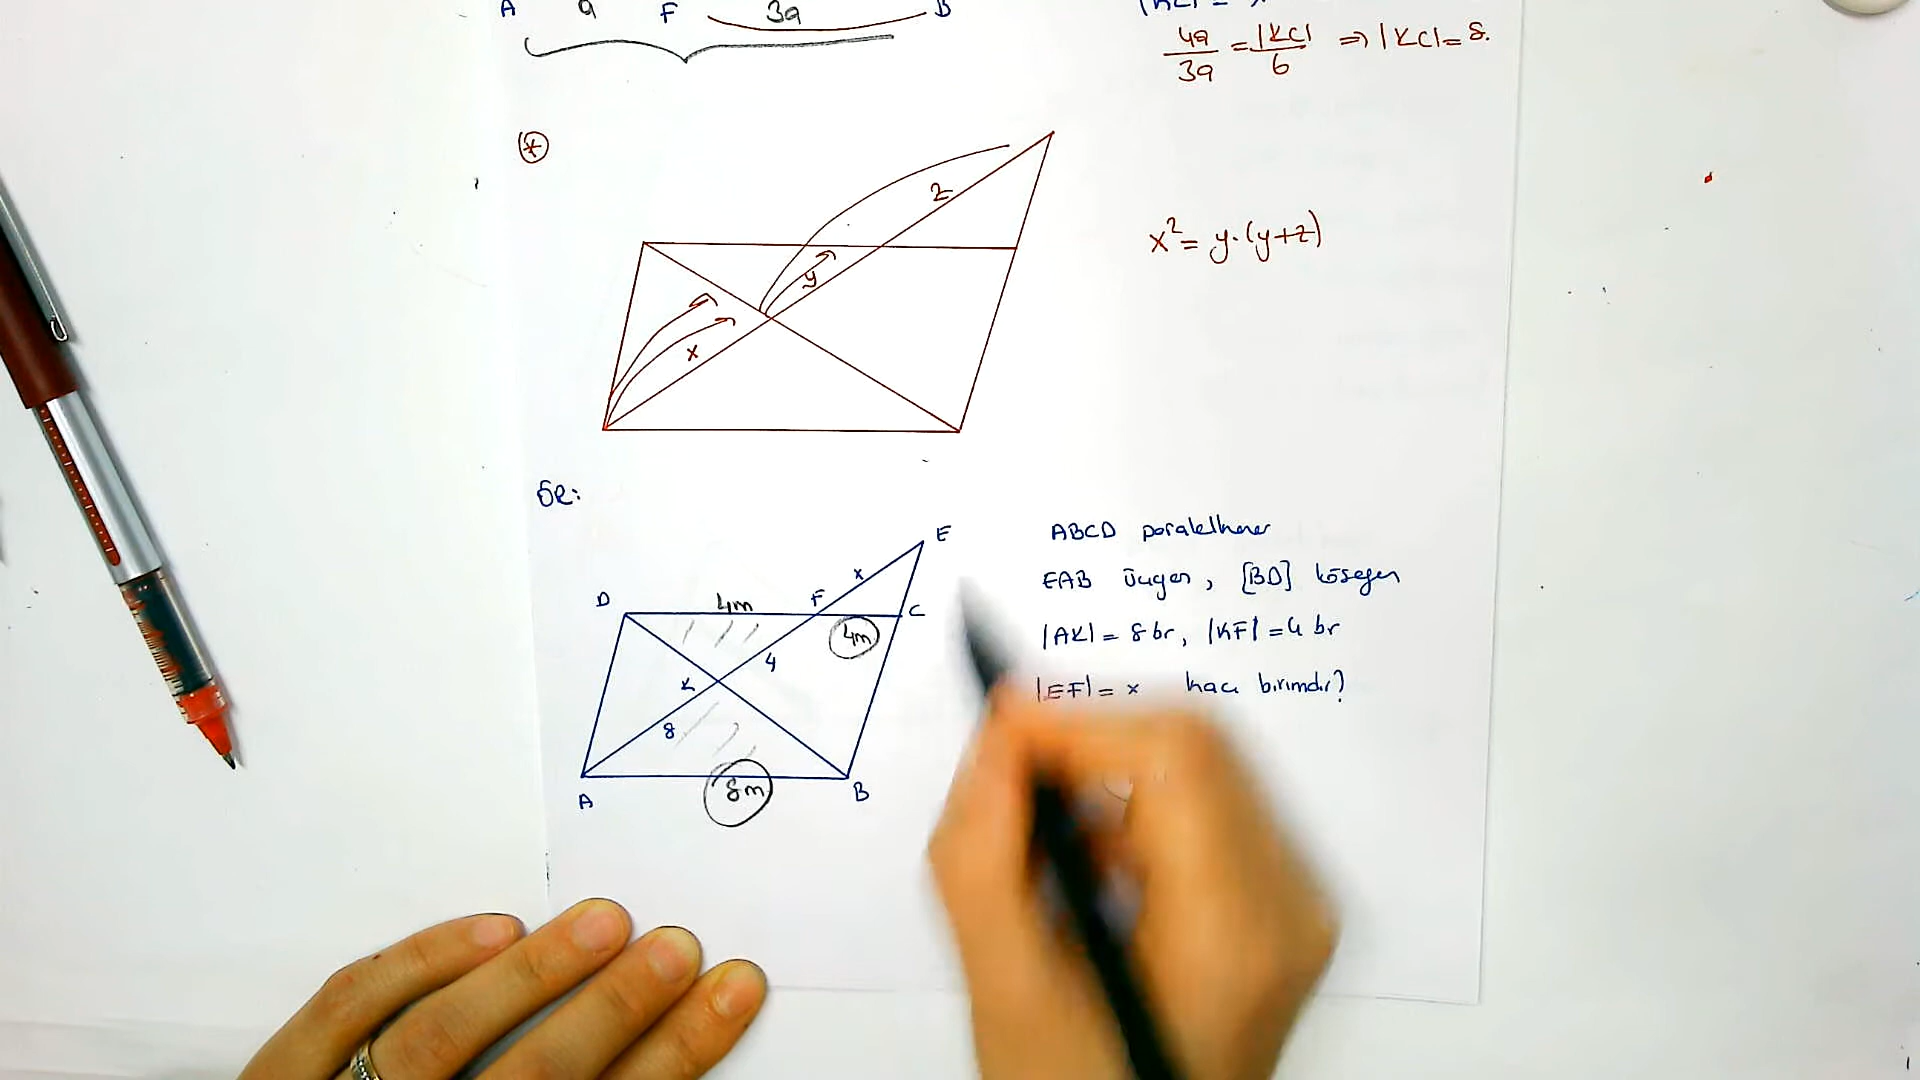 A a F 3a B
4a/3a = |KC|/6 ⇒ |KC| = 8.
*
z
y
x
x² = y·(y+z)
ör:
E
x
D 4m F C
4m
4
K
8
8m
A B
ABCD paralelkenar
EAB üçgen, [BD] köşegen
|AK| = 8 br, |KF| = 4 br
|EF| = x kaç birimdir?